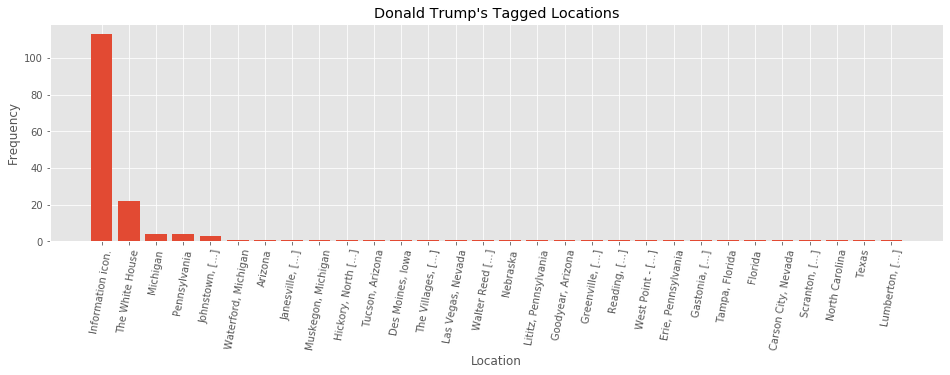 Donald Trump's Tagged Locations
Frequency
100
80
60
40
20
0
Information icon.
The White House
Michigan
Pennsylvania
Johnstown, […]
Waterford, Michigan
Arizona
Janesville, […]
Muskegon, Michigan
Hickory, North […]
Tucson, Arizona
Des Moines, Iowa
The Villages, […]
Las Vegas, Nevada
Walter Reed […]
Nebraska
Lititz, Pennsylvania
Goodyear, Arizona
Greenville, […]
Reading, […]
West Point - […]
Erie, Pennsylvania
Gastonia, […]
Tampa, Florida
Florida
Carson City, Nevada
Scranton, […]
North Carolina
Texas
Lumberton, […]
Location